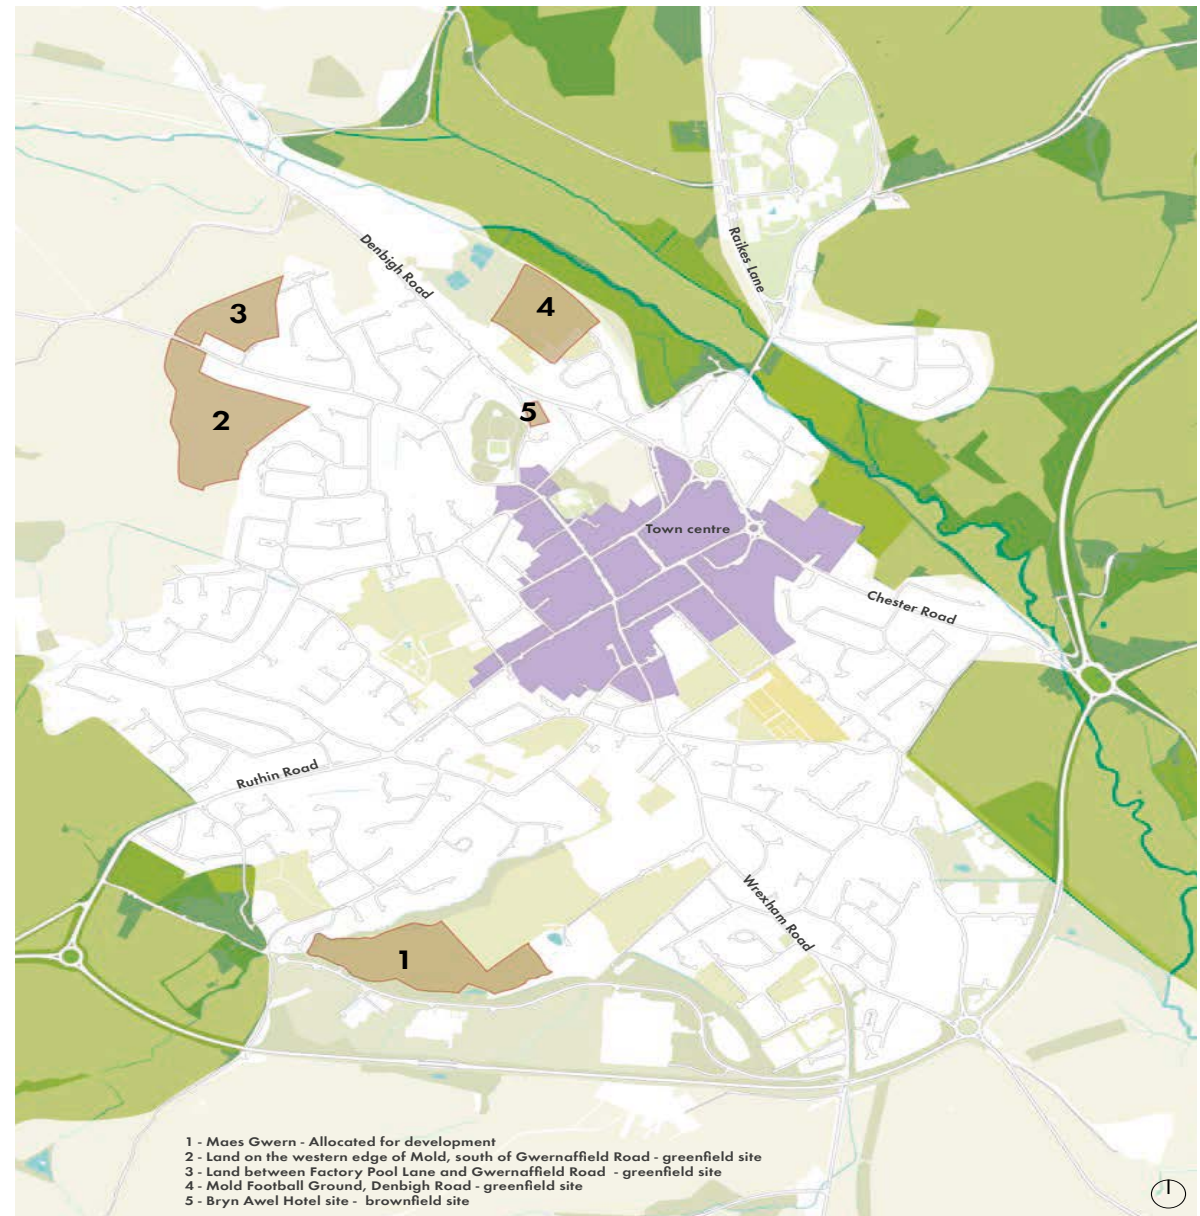 Denbigh Road
Raikes Lane
3
4
2
5
Town centre
Chester Road
Ruthin Road
Wrexham Road
1
1 - Maes Gwern - Allocated for development
2 - Land on the western edge of Mold, south of Gwernaffield Road - greenfield site
3 - Land between Factory Pool Lane and Gwernaffield Road - greenfield site
4 - Mold Football Ground, Denbigh Road - greenfield site
5 - Bryn Awel Hotel site - brownfield site